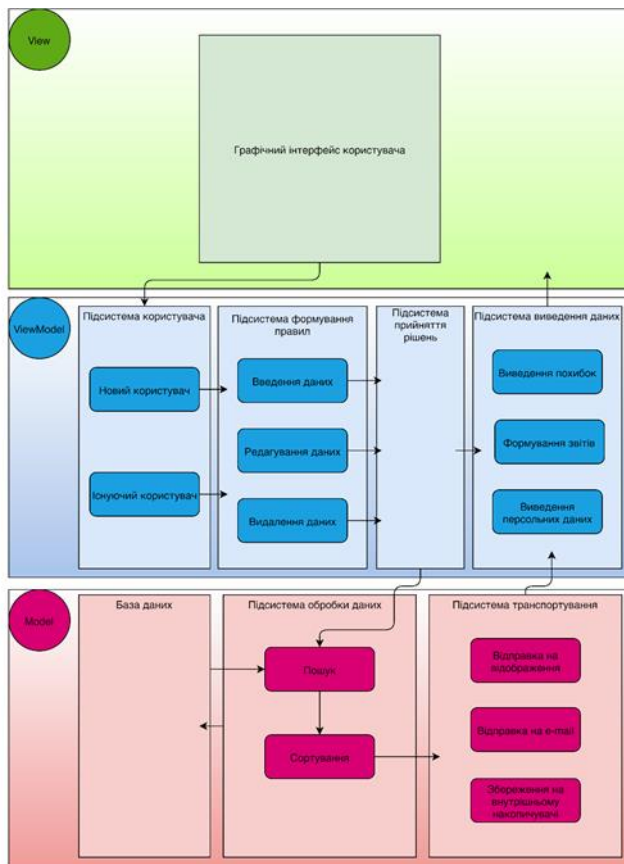 View
Графічний інтерфейс користувача
ViewModel
Підсистема користувача
Новий користувач
Існуючий користувач
Підсистема формування
правил
Введення даних
Редагування даних
Видалення даних
Підсистема
прийняття
рішень
Підсистема виведення даних
Виведення похибок
Формування звітів
Виведення
персольних даних
Model
База даних
Підсистема обробки даних
Пошук
Сортування
Підсистема транспортування
Відправка на
відображення
Відправка на e-mail
Збереження на
внутрішньому
накопичувачі